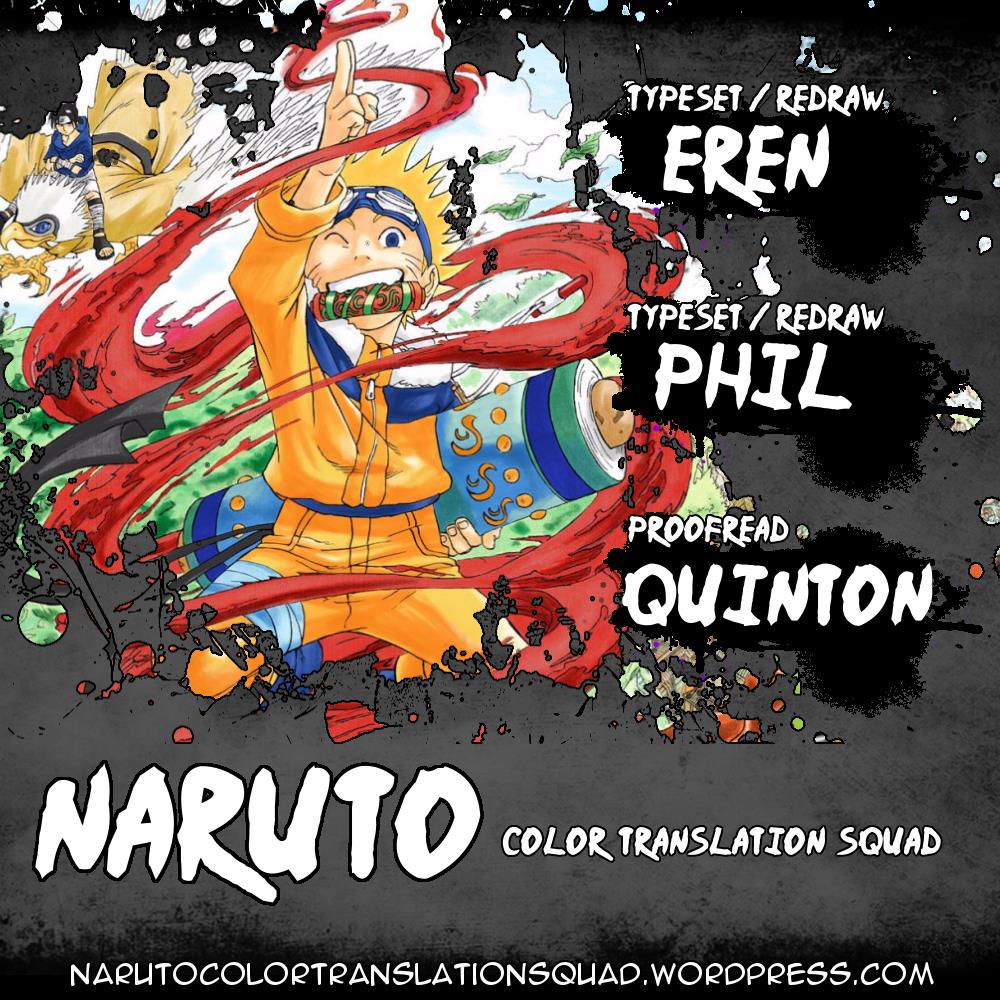 TYPESET / REDRAW
EREN
TYPESET / REDRAW
PHIL
PROOFREAD
QUINTON
NARUTO
COLOR TRANSLATION SQUAD
NARUTOCOLORTRANSLATIONSQUAD.WORDPRESS.COM